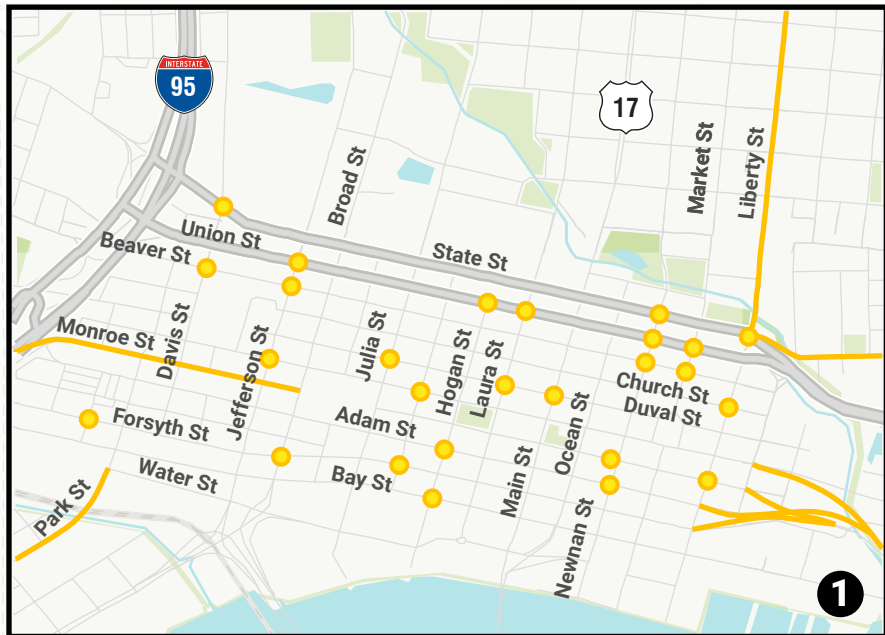 INTERSTATE
95
17
Market St
Liberty St
Broad St
Union St
Beaver St
State St
Davis St
Monroe St
Jefferson St
Julia St
Hogan St
Laura St
Church St
Duval St
Forsyth St
Adam St
Ocean St
Main St
Water St
Bay St
Park St
Newnan St
1